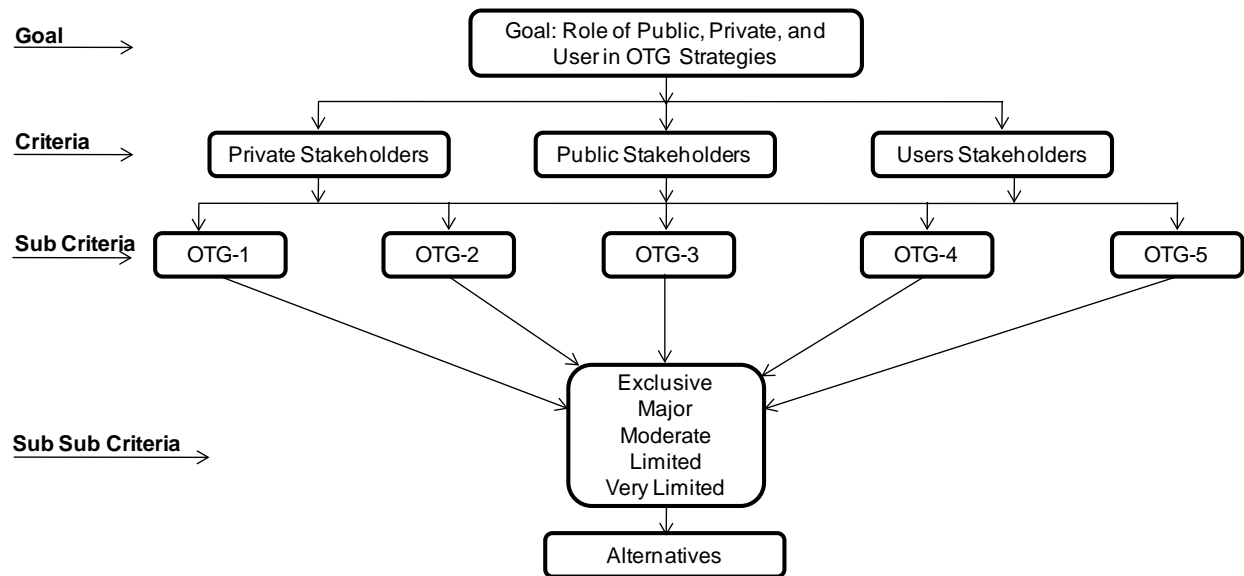 Goal
Goal: Role of Public, Private, and
User in OTG Strategies
Criteria
Private Stakeholders
Public Stakeholders
Users Stakeholders
Sub Criteria
OTG-1
OTG-2
OTG-3
OTG-4
OTG-5
Exclusive
Major
Moderate
Limited
Very Limited
Sub Sub Criteria
Alternatives